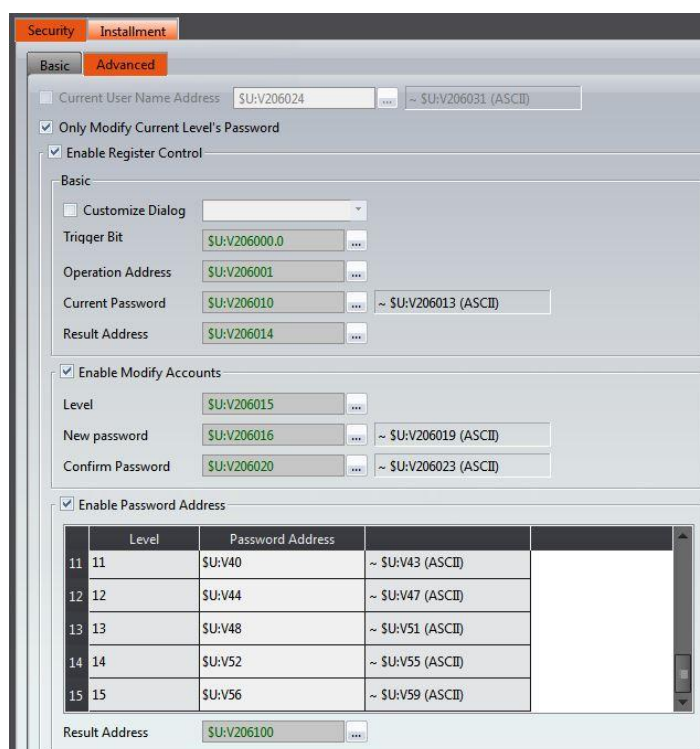 Security Installment
Basic Advanced
Current User Name Address $U:V206024 ... ~ $U:V206031 (ASCII)
Only Modify Current Level's Password
Enable Register Control
Basic
Customize Dialog
Trigger Bit $U:V206000.0 ...
Operation Address $U:V206001 ...
Current Password $U:V206010 ... ~ $U:V206013 (ASCII)
Result Address $U:V206014 ...
Enable Modify Accounts
Level $U:V206015 ...
New password $U:V206016 ... ~ $U:V206019 (ASCII)
Confirm Password $U:V206020 ... ~ $U:V206023 (ASCII)
Enable Password Address
Level Password Address
11 11 $U:V40 ~ $U:V43 (ASCII)
12 12 $U:V44 ~ $U:V47 (ASCII)
13 13 $U:V48 ~ $U:V51 (ASCII)
14 14 $U:V52 ~ $U:V55 (ASCII)
15 15 $U:V56 ~ $U:V59 (ASCII)
Result Address $U:V206100 ...